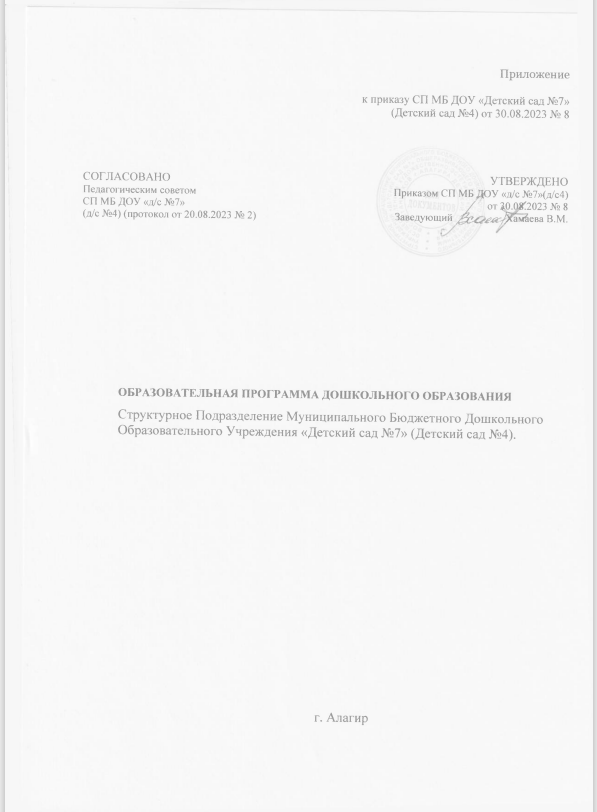 Приложение
к приказу СП МБ ДОУ «Детский сад №7»
(Детский сад №4) от 30.08.2023 № 8
СОГЛАСОВАНО
Педагогическим советом
СП МБ ДОУ «д/с №7»
(д/с №4) (протокол от 20.08.2023 № 2)
УТВЕРЖДЕНО
Приказом СП МБ ДОУ «д/с №7»(д/с4)
от 30.08.2023 № 8
Заведующий Хамаева В.М.
ОБРАЗОВАТЕЛЬНАЯ ПРОГРАММА ДОШКОЛЬНОГО ОБРАЗОВАНИЯ
Структурное Подразделение Муниципального Бюджетного Дошкольного
Образовательного Учреждения «Детский сад №7» (Детский сад №4).
г. Алагир